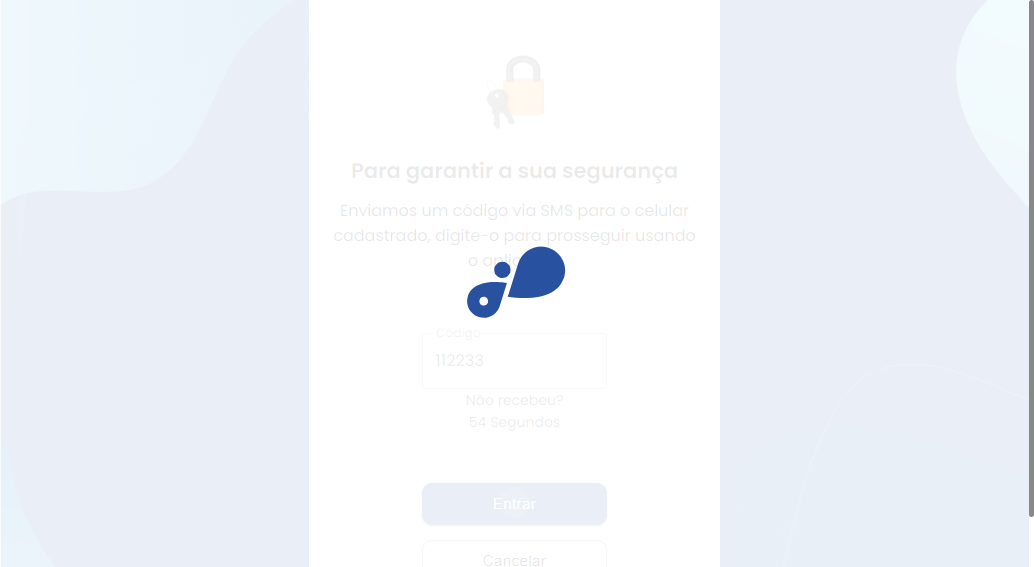 Para garantir a sua segurança
Enviamos um código via SMS para o celular
cadastrado, digite-o para prosseguir usando
o
Código
112233
Não recebeu?
54 Segundos
Entrar
Cancelar